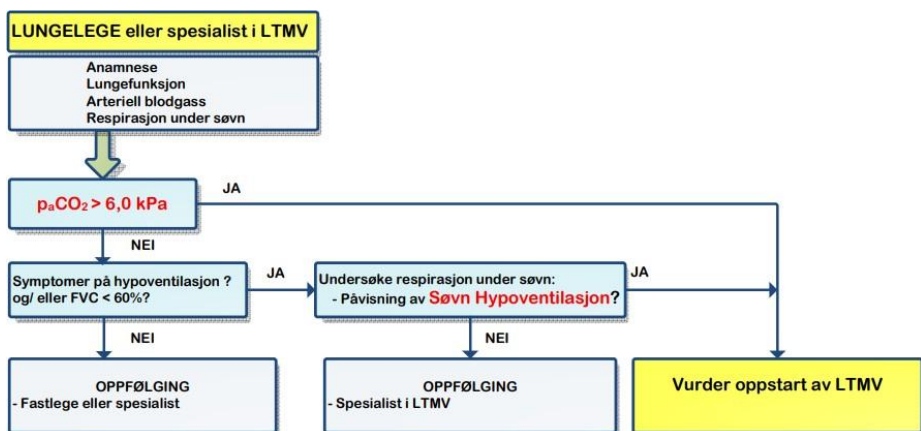 LUNGELEGE eller spesialist i LTMV
Anamnese
Lungefunksjon
Arteriell blodgass
Respirasjon under søvn
paCO2 > 6,0 kPa
JA
NEI
Symptomer på hypoventilasjon ?
og/ eller FVC < 60%?
JA
Undersøke respirasjon under søvn:
- Påvisning av Søvn Hypoventilasjon?
JA
NEI
NEI
OPPFØLGING
- Fastlege eller spesialist
OPPFØLGING
- Spesialist i LTMV
Vurder oppstart av LTMV